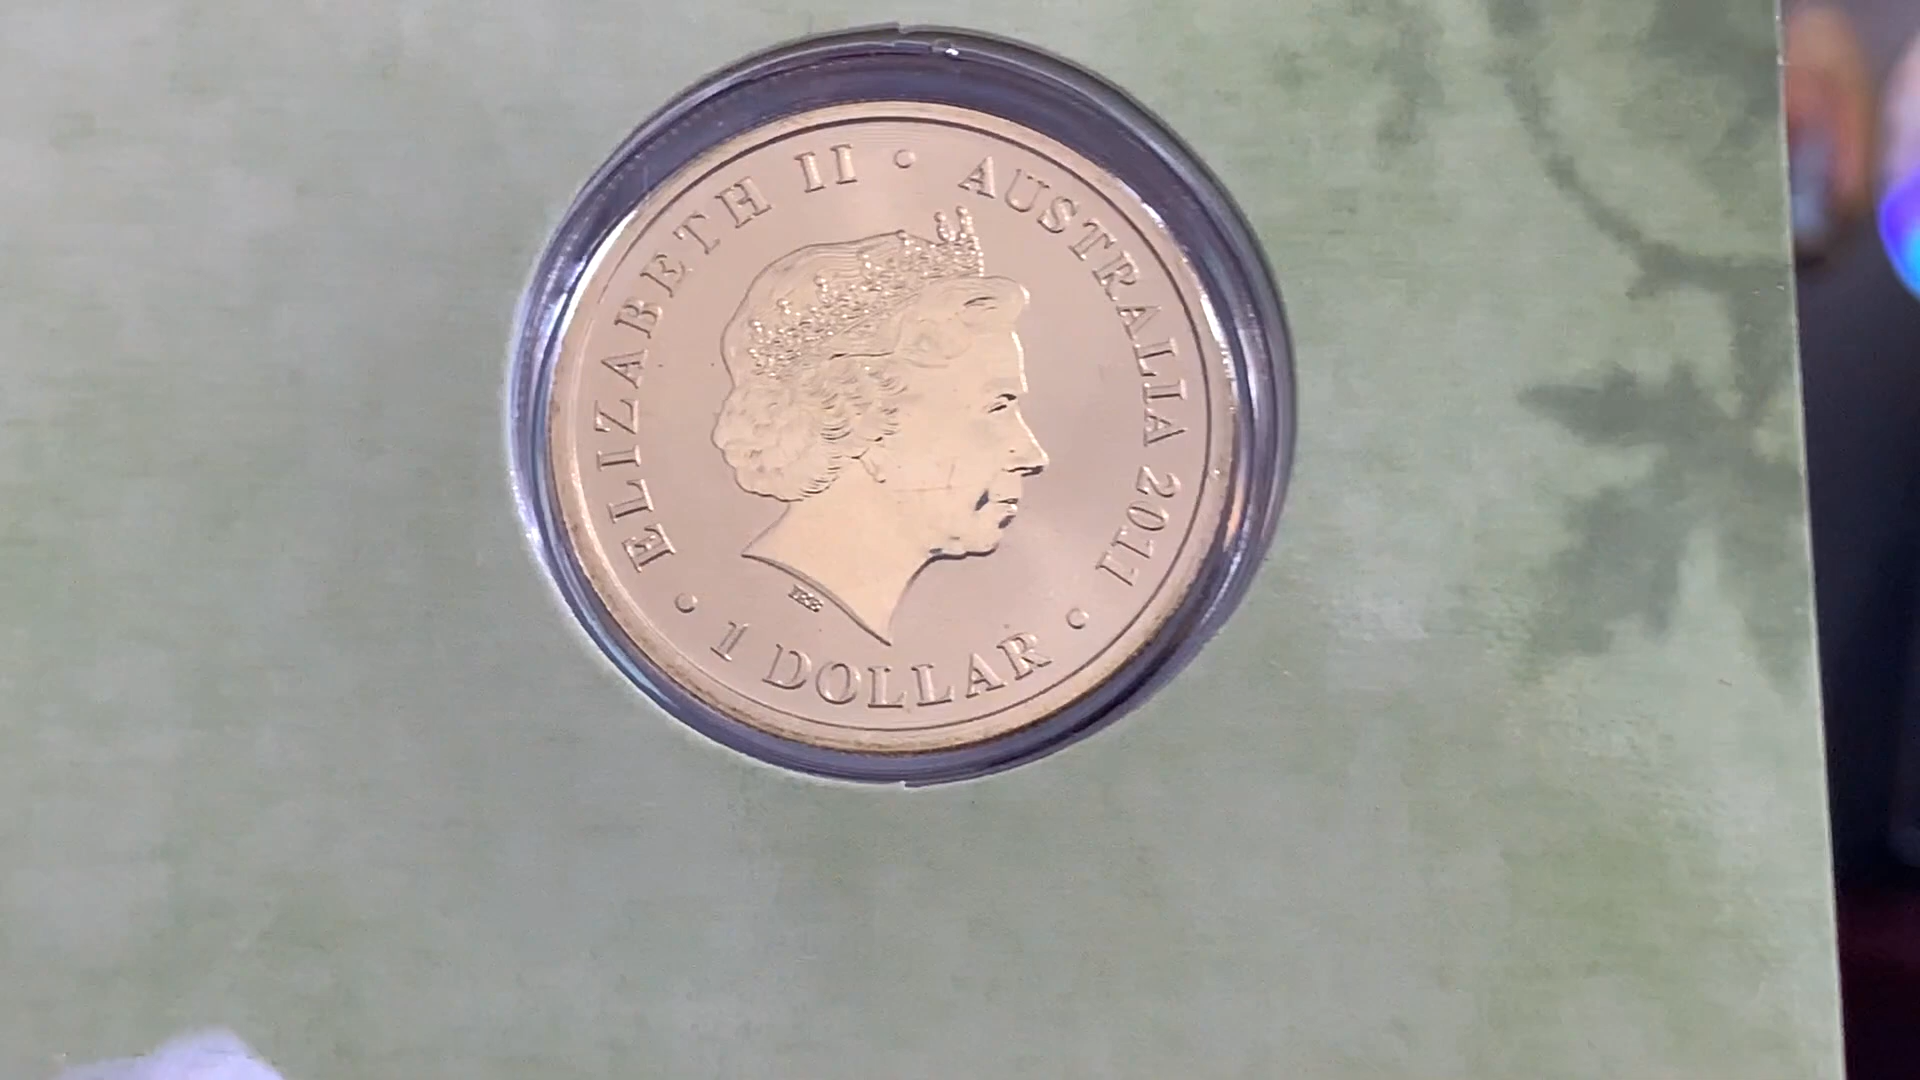 ELIZABETH II • AUSTRALIA 2011
• 1 DOLLAR •
IRB